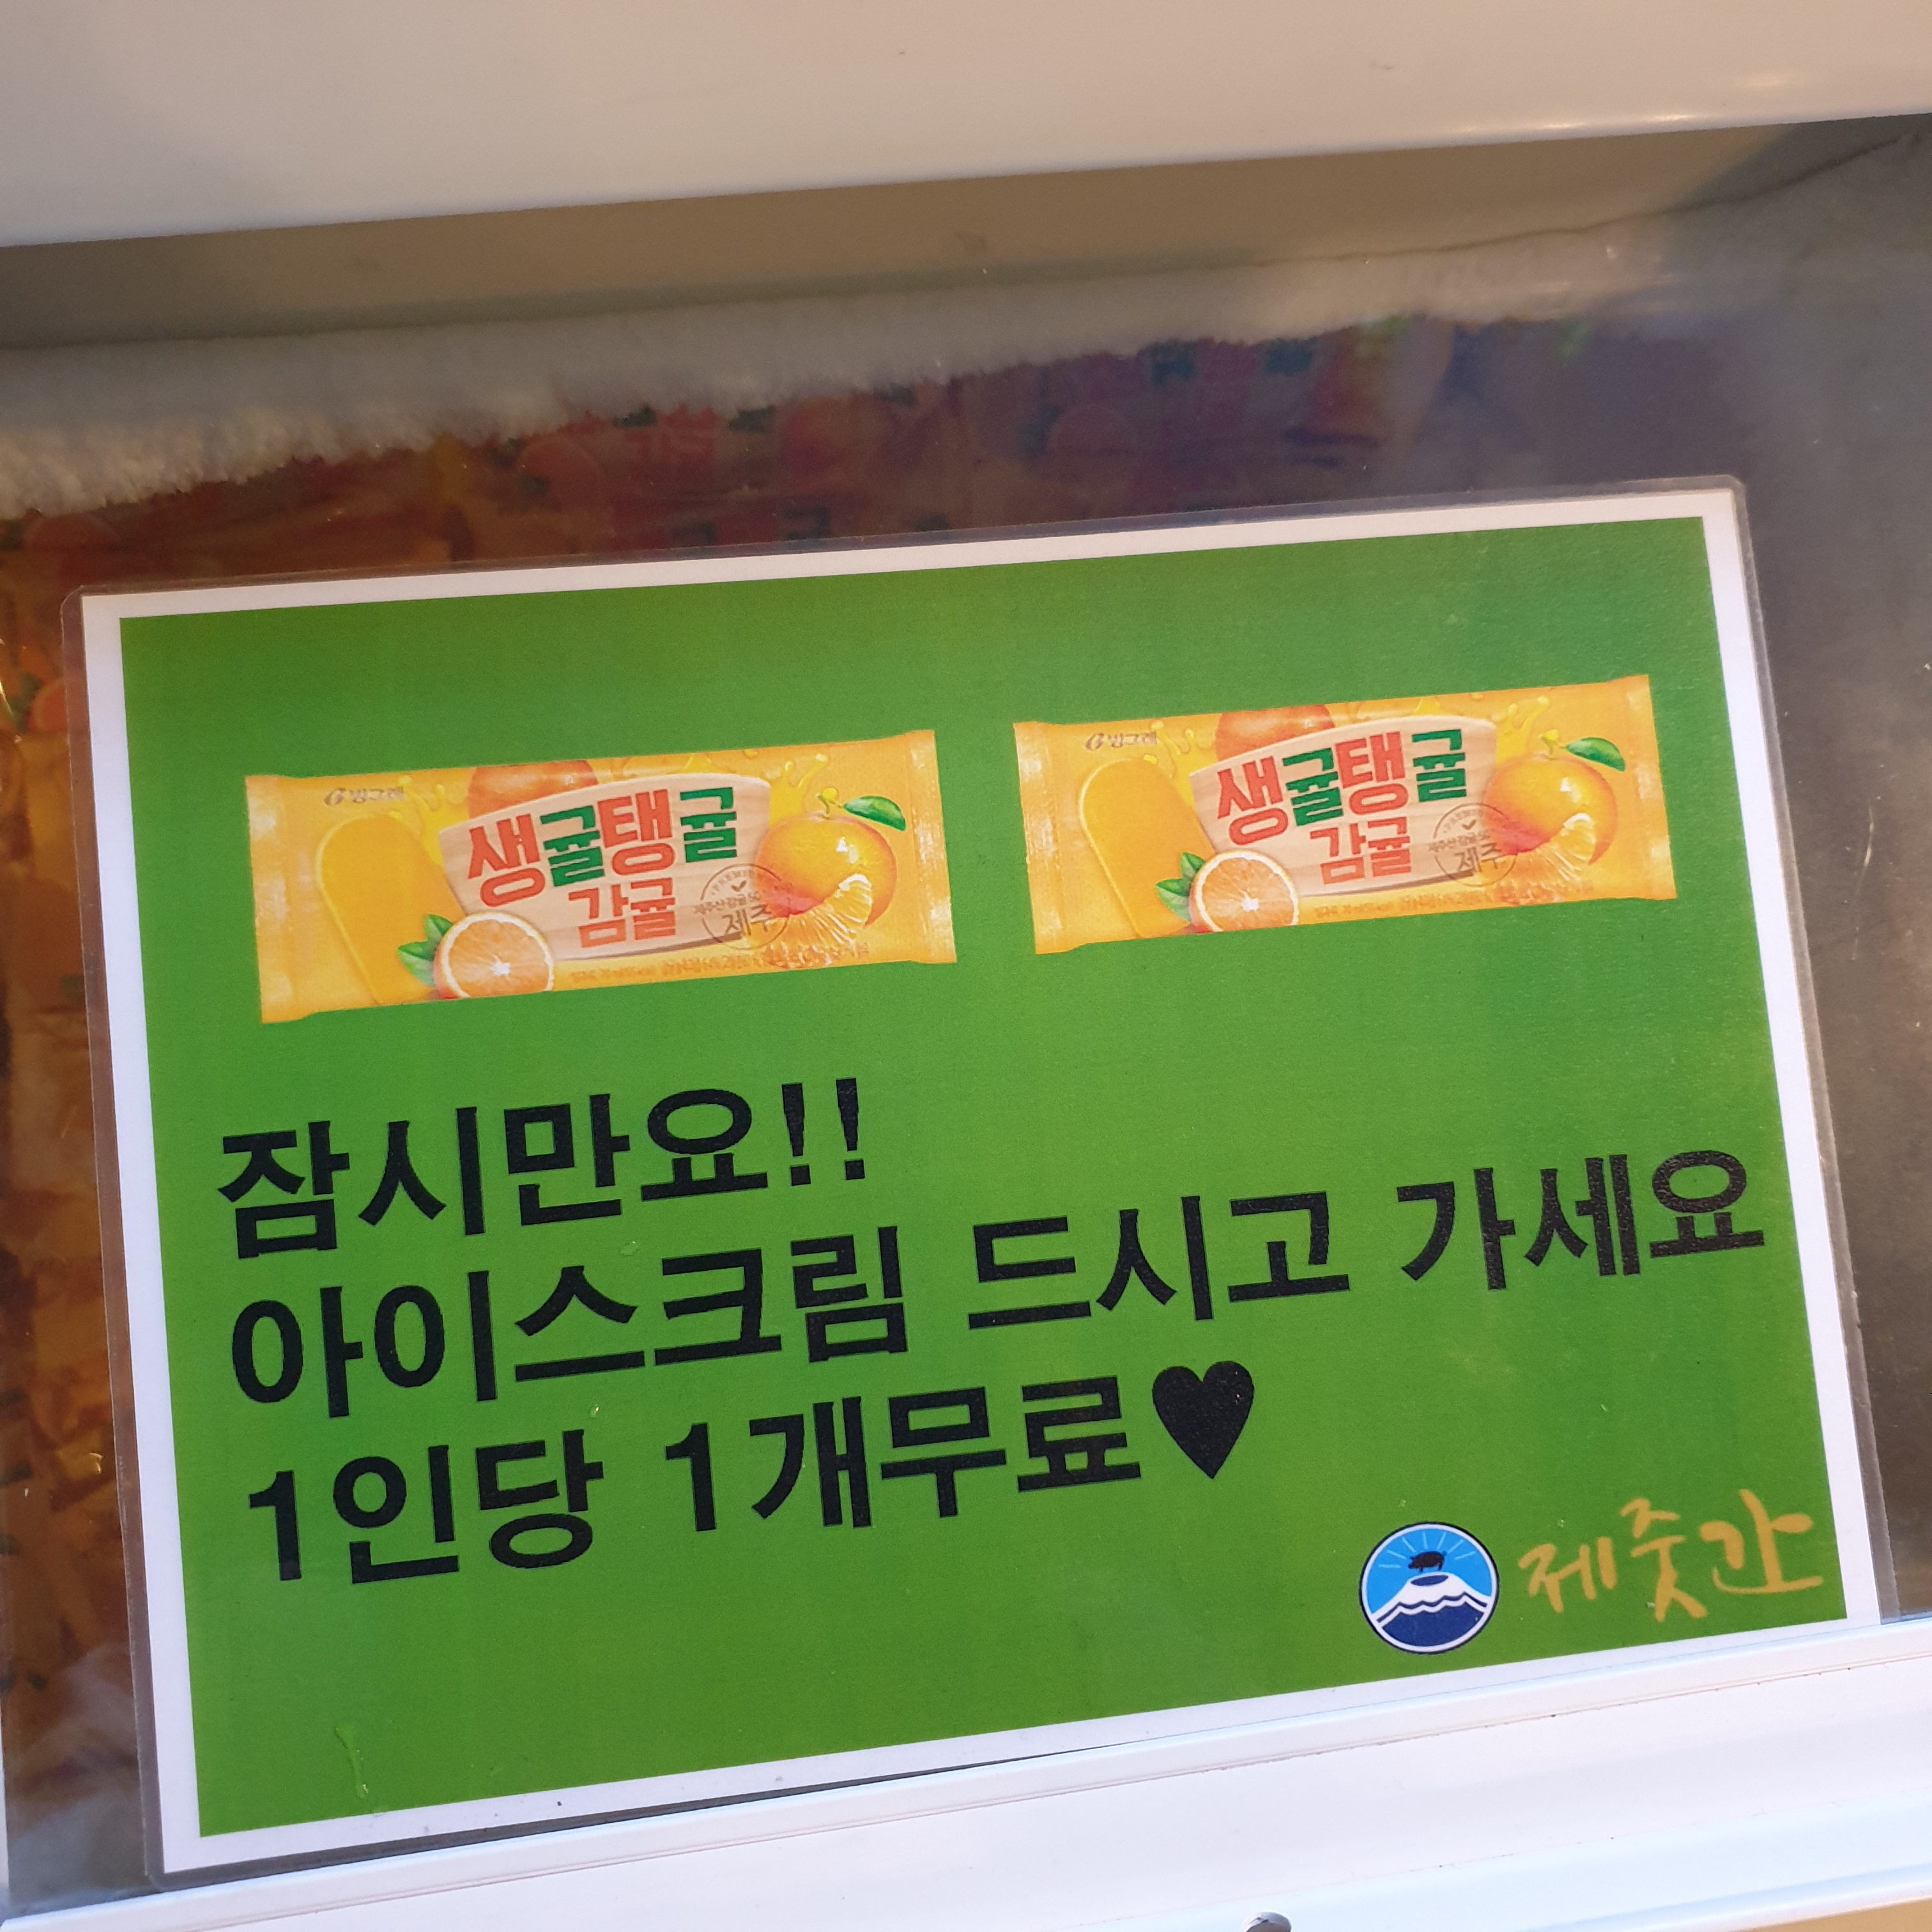 빙그레
생귤탱귤
감귤
제주
빙그레
생귤탱귤
감귤
제주
잠시만요!!
아이스크림 드시고 가세요
1인당 1개무료♥
제줏간